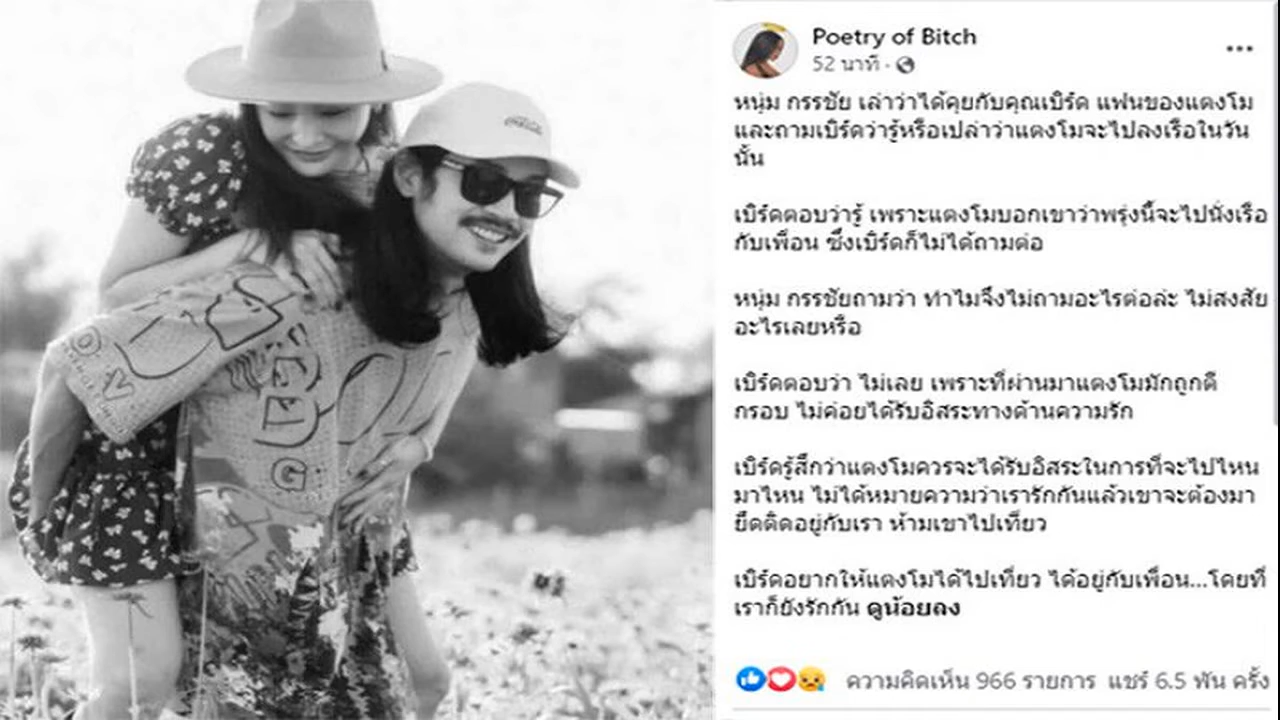 Poetry of Bitch
52 นาที ·
หนุ่ม กรรชัย เล่าว่าได้คุยกับคุณเบิร์ด แฟนของแตงโม
และถามเบิร์ดว่ารู้หรือเปล่าว่าแตงโมจะไปลงเรือในวัน
นั้น
เบิร์ดตอบว่ารู้ เพราะแตงโมบอกเขาว่าพรุ่งนี้จะไปนั่งเรือ
กับเพื่อน ซึ่งเบิร์ดก็ไม่ได้ถามต่อ
หนุ่ม กรรชัยถามว่า ทำไมจึงไม่ถามอะไรต่อล่ะ ไม่สงสัย
อะไรเลยหรือ
เบิร์ดตอบว่า ไม่เลย เพราะที่ผ่านมาแตงโมมักถูกตี
กรอบ ไม่ค่อยได้รับอิสระทางด้านความรัก
เบิร์ดรู้สึกว่าแตงโมควรจะได้รับอิสระในการที่จะไปไหน
มาไหน ไม่ได้หมายความว่าเรารักกันแล้วเขาจะต้องมา
ยึดติดอยู่กับเรา ห้ามเขาไปเที่ยว
เบิร์ดอยากให้แตงโมได้ไปเที่ยว ได้อยู่กับเพื่อน...โดยที่
เราก็ยังรักกัน ดูน้อยลง
ความคิดเห็น 966 รายการ แชร์ 6.5 พัน ครั้ง